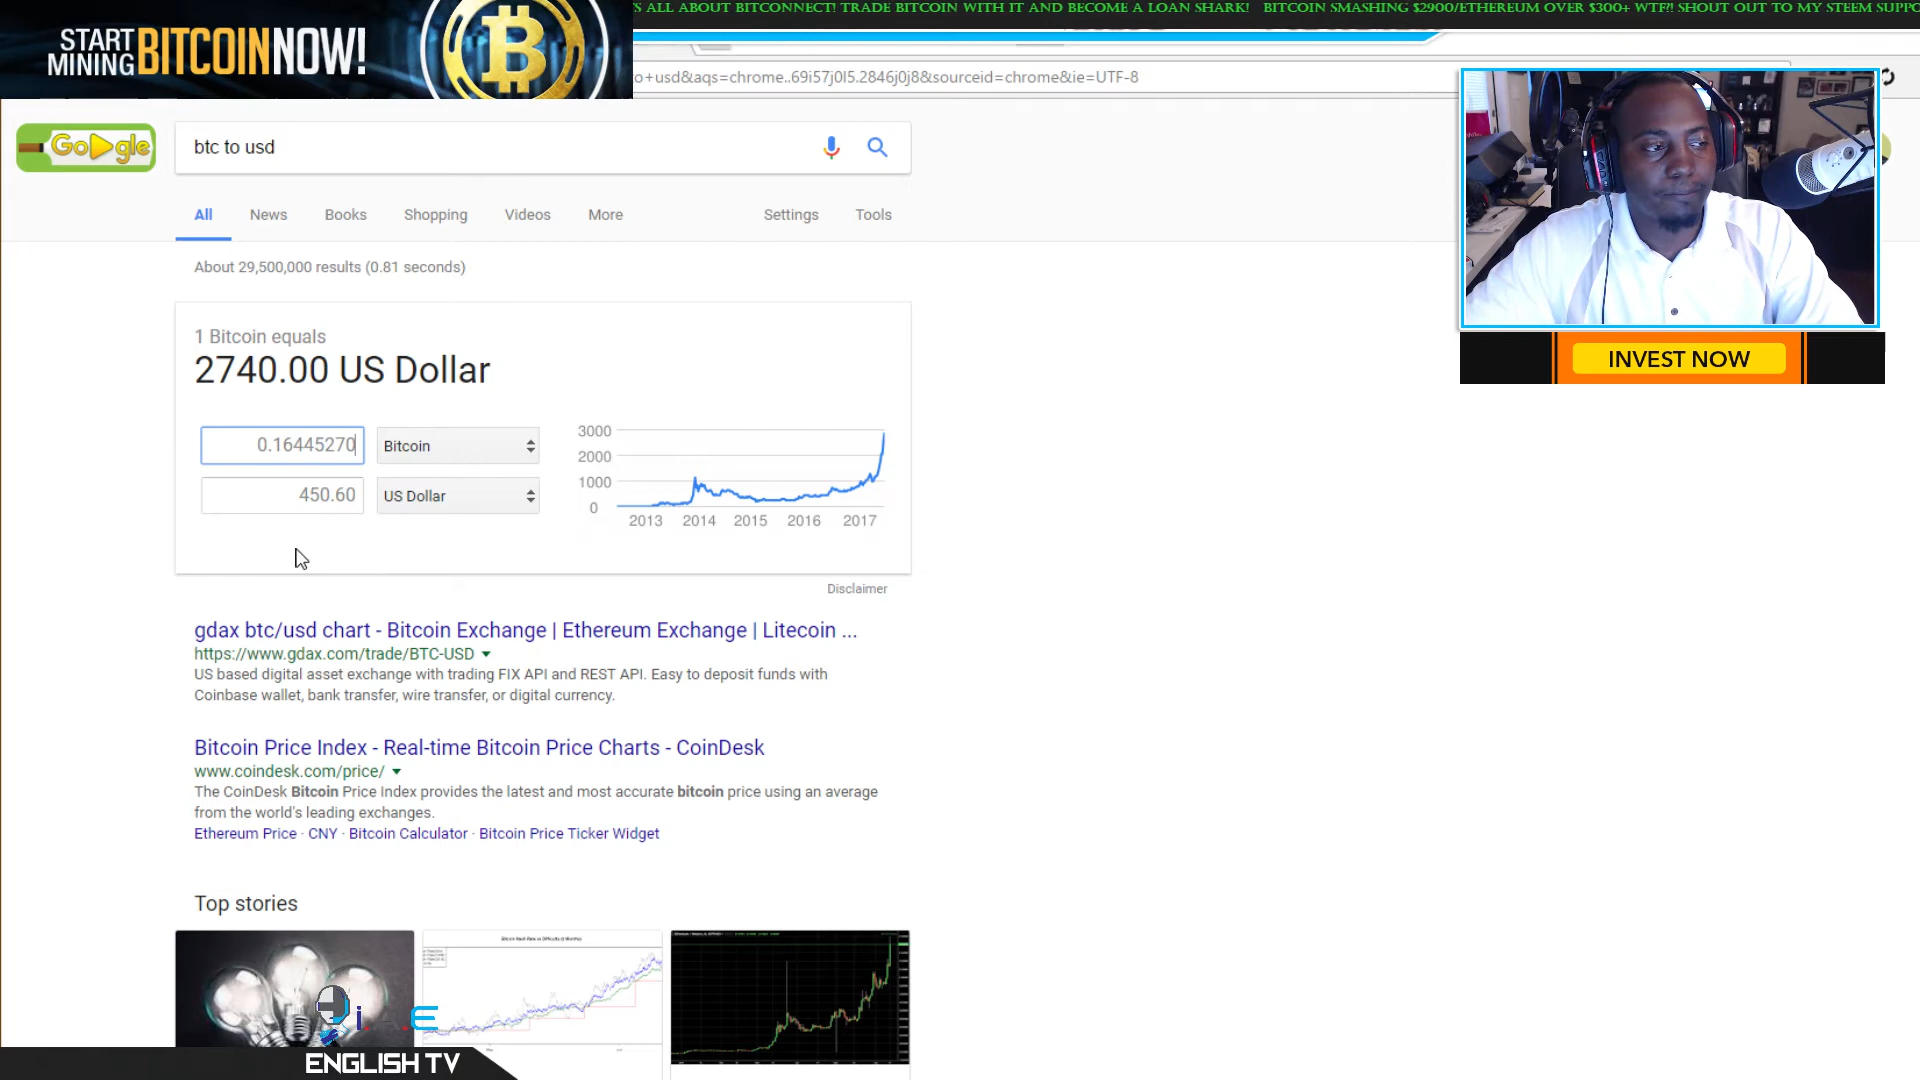 'S ALL ABOUT BITCONNECT! TRADE BITCOIN WITH IT AND BECOME A LOAN SHARK! BITCOIN SMASHING $2900/ETHEREUM OVER $300+ WTF?! SHOUT OUT TO MY STEEM SUPPO
START
MINING BITCOIN NOW!
to+usd&aqs=chrome..69i57j0l5.2846j0j8&sourceid=chrome&ie=UTF-8
Google
btc to usd
All News Books Shopping Videos More Settings Tools
About 29,500,000 results (0.81 seconds)
INVEST NOW
1 Bitcoin equals
2740.00 US Dollar
0.16445270 Bitcoin
450.60 US Dollar
3000
2000
1000
0
2013 2014 2015 2016 2017
Disclaimer
gdax btc/usd chart - Bitcoin Exchange | Ethereum Exchange | Litecoin ...
https://www.gdax.com/trade/BTC-USD
US based digital asset exchange with trading FIX API and REST API. Easy to deposit funds with
Coinbase wallet, bank transfer, wire transfer, or digital currency.
Bitcoin Price Index - Real-time Bitcoin Price Charts - CoinDesk
www.coindesk.com/price/
The CoinDesk Bitcoin Price Index provides the latest and most accurate bitcoin price using an average
from the world's leading exchanges.
Ethereum Price · CNY · Bitcoin Calculator · Bitcoin Price Ticker Widget
Top stories
ENGLISH TV